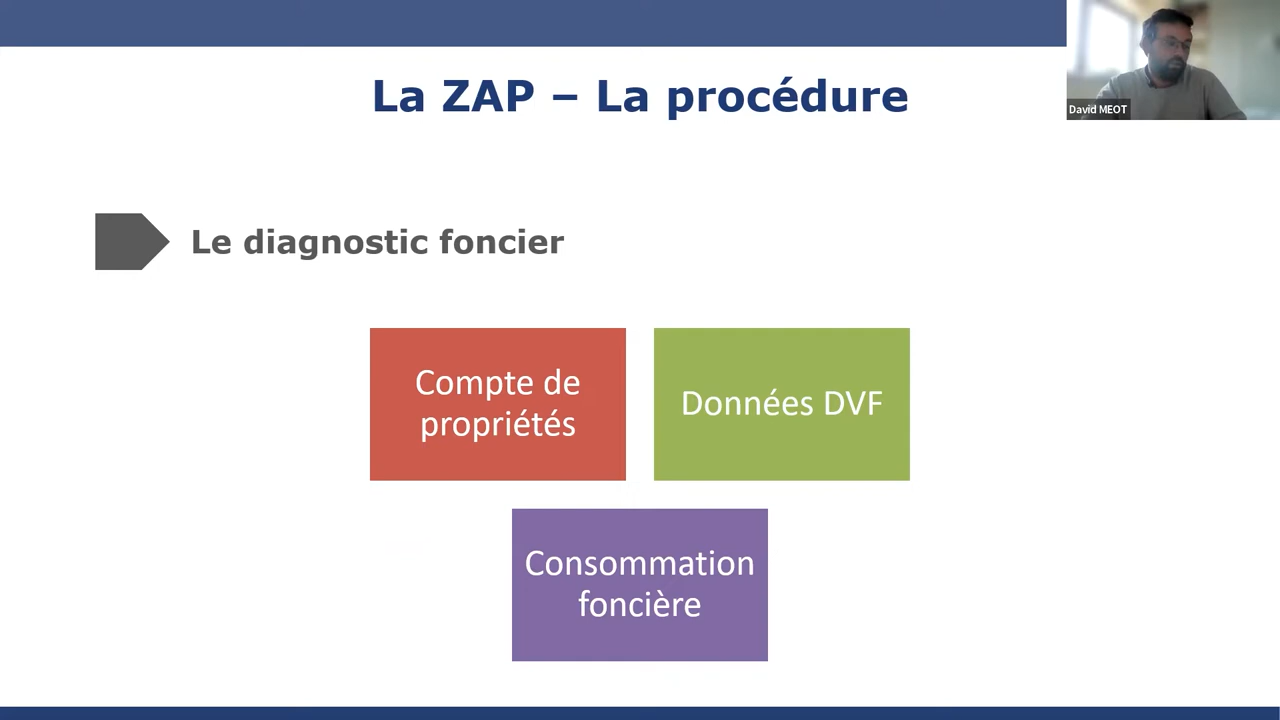 La ZAP – La procédure
David MEOT
Le diagnostic foncier
Compte de
propriétés
Données DVF
Consommation
foncière